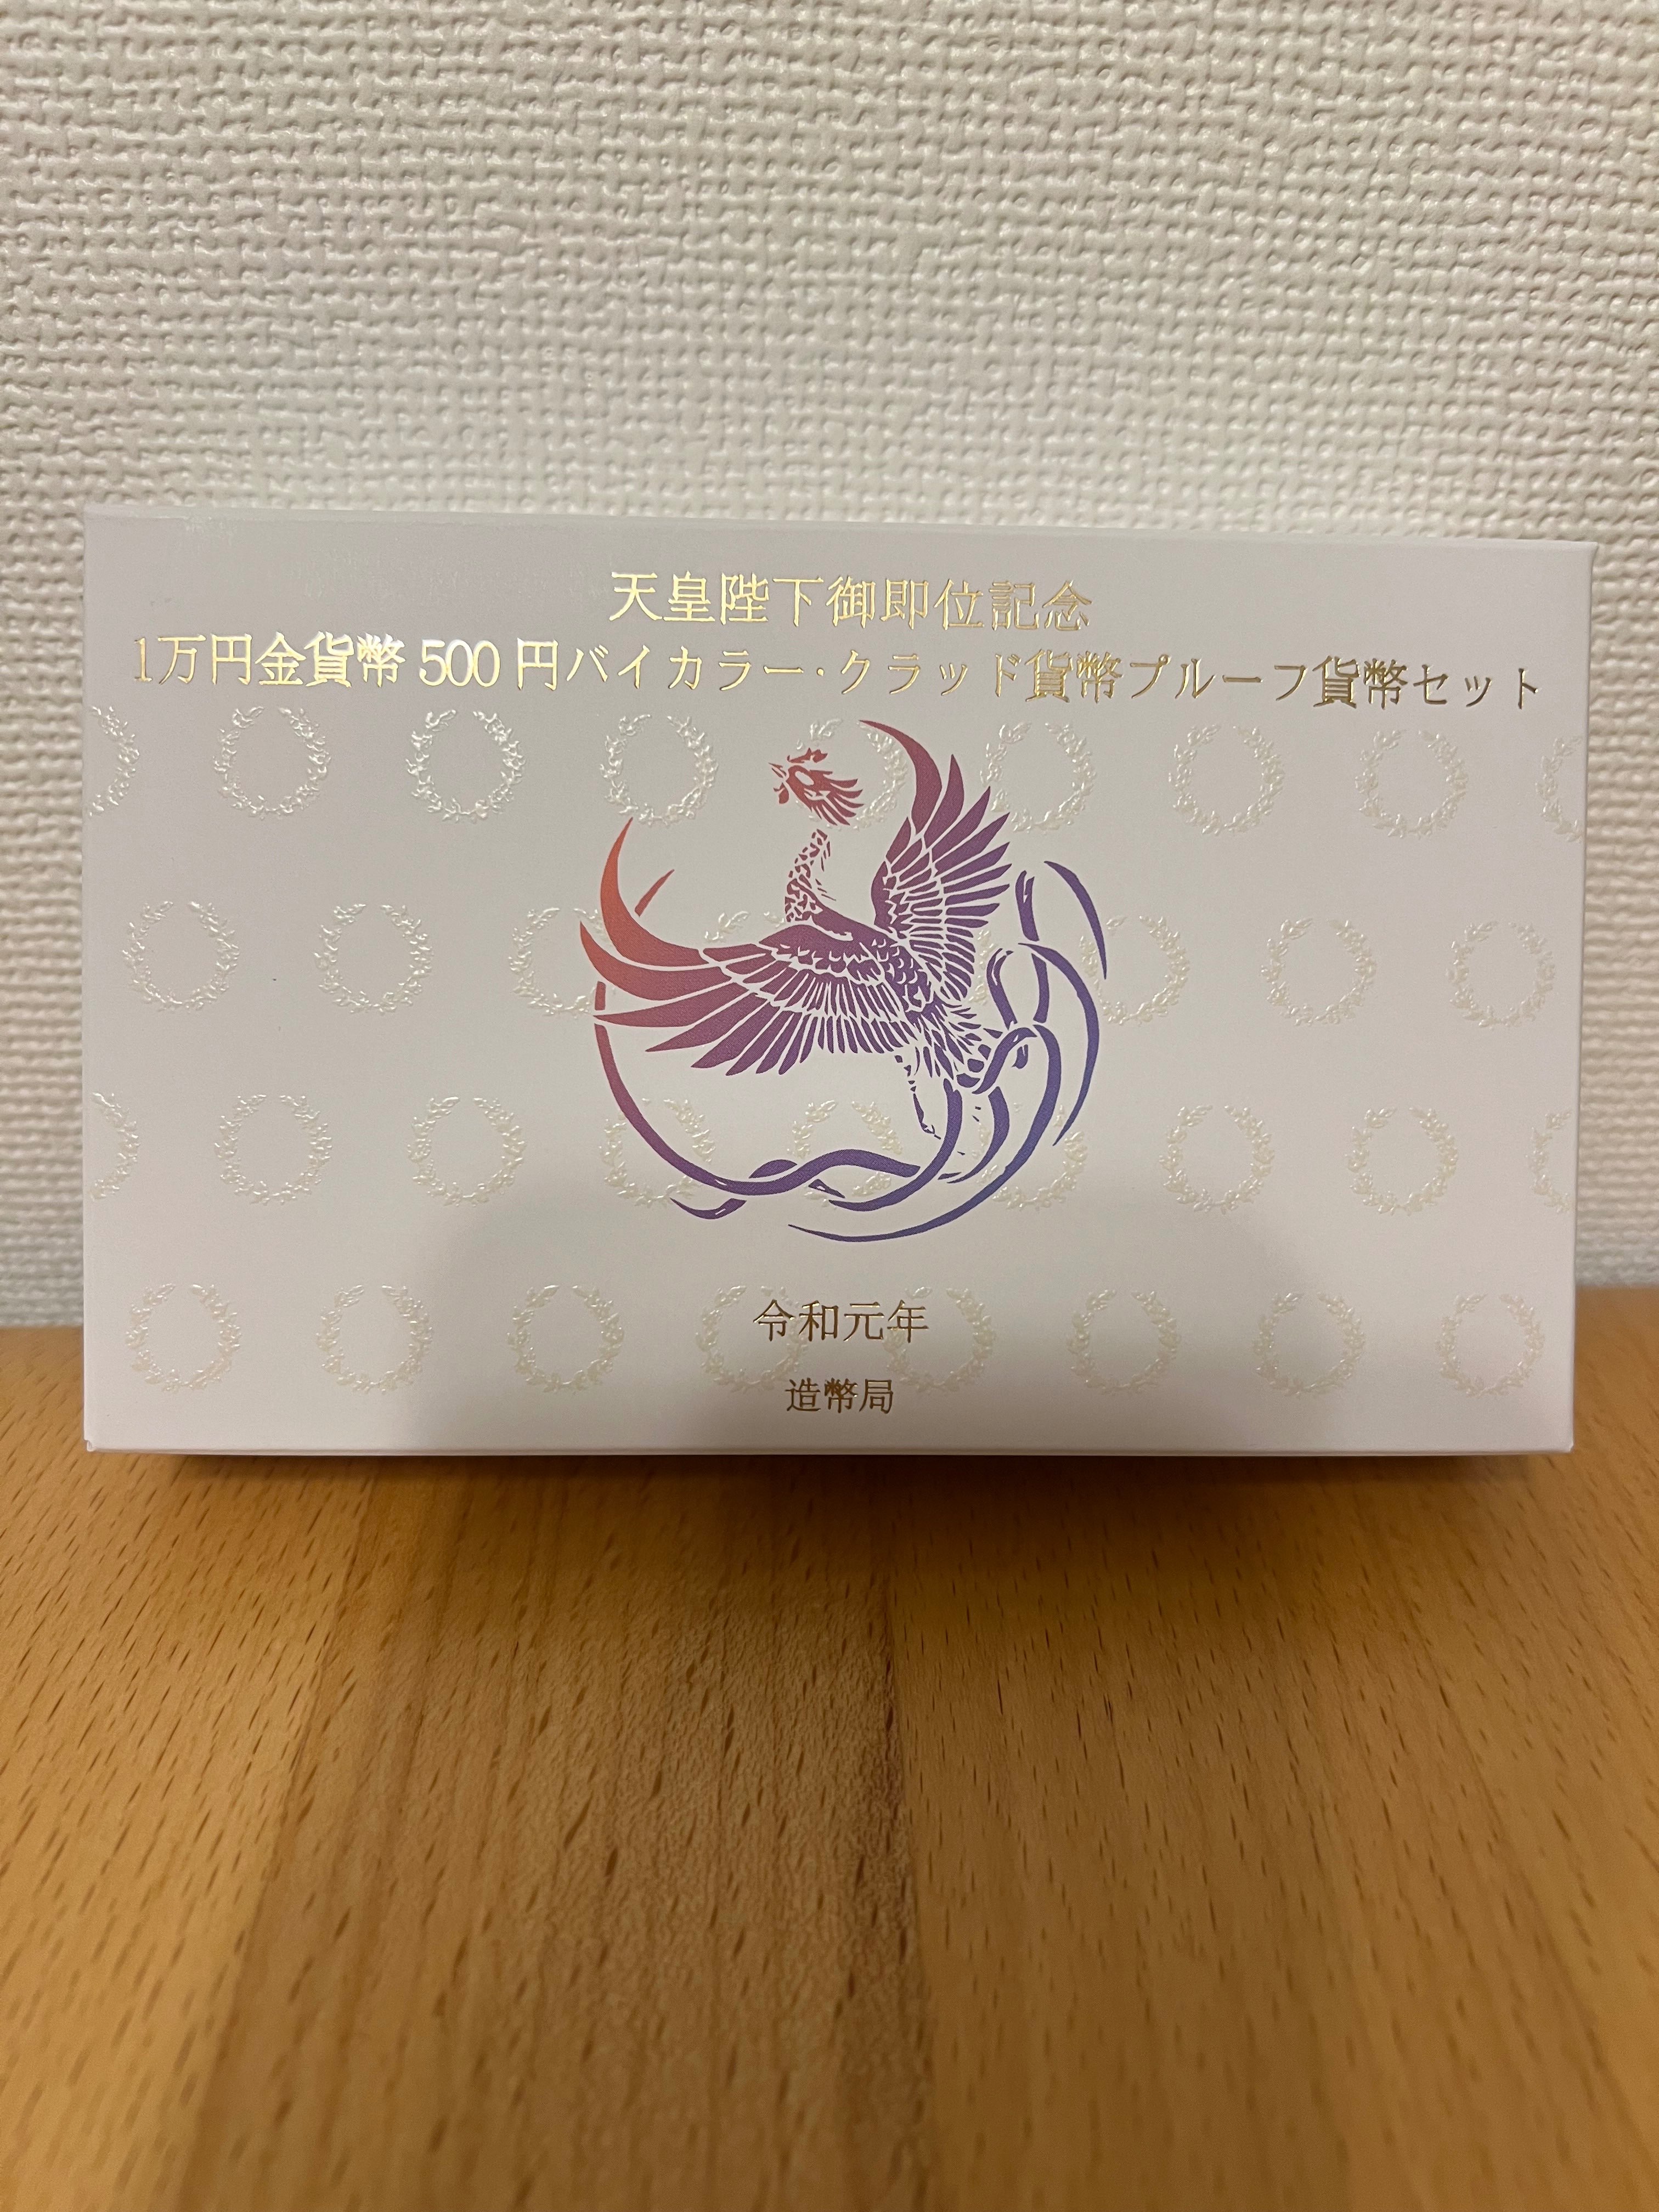 天皇陛下御即位記念
1万円金貨幣 500 円バイカラー・クラッド貨幣プルーフ貨幣セット
令和元年
造幣局